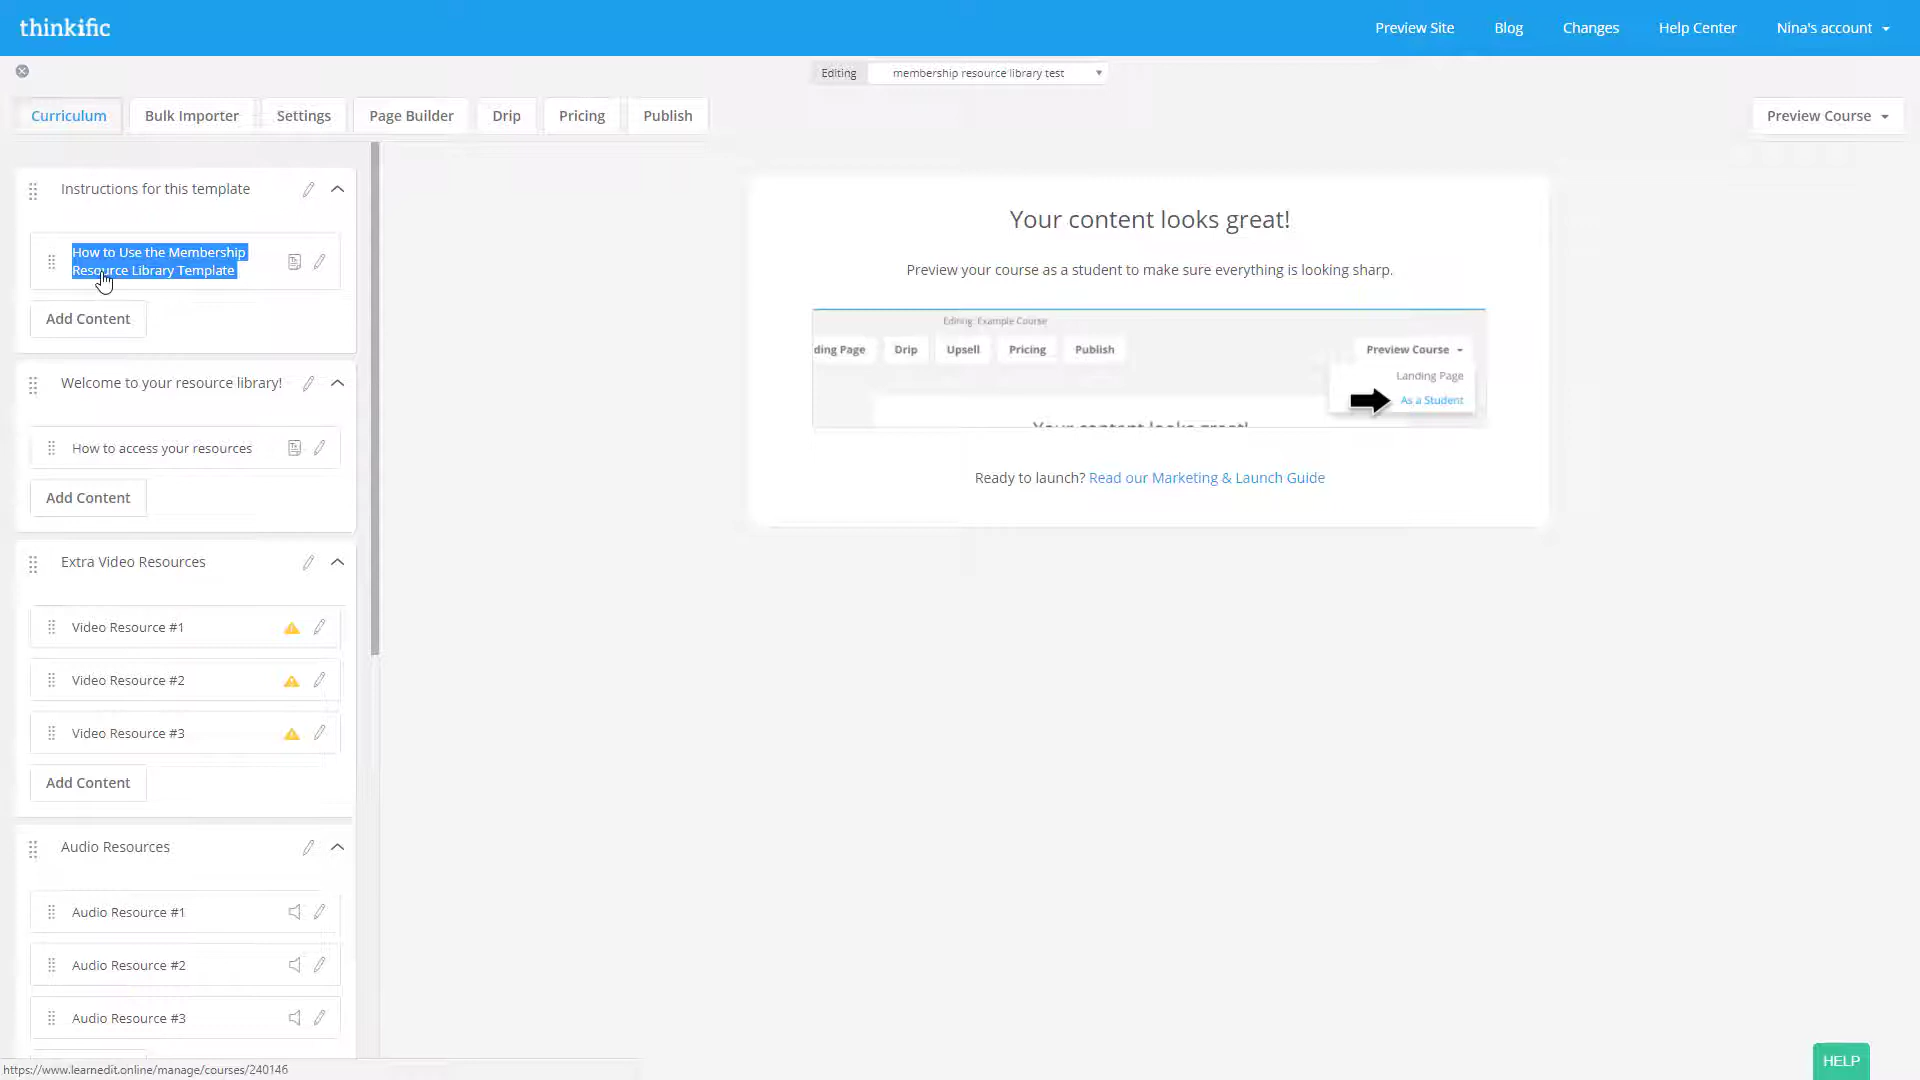 thinkific
Preview Site
Blog
Changes
Help Center
Nina's account
Editing
membership resource library test
Curriculum
Bulk Importer
Settings
Page Builder
Drip
Pricing
Publish
Preview Course
Instructions for this template
How to Use the Membership
Resource Library Template
Add Content
Welcome to your resource library!
How to access your resources
Add Content
Extra Video Resources
Video Resource #1
Video Resource #2
Video Resource #3
Add Content
Audio Resources
Audio Resource #1
Audio Resource #2
Audio Resource #3
Your content looks great!
Preview your course as a student to make sure everything is looking sharp.
Editing: Example Course
ding Page
Drip
Upsell
Pricing
Publish
Preview Course
Landing Page
As a Student
Your content looks great!
Ready to launch? Read our Marketing & Launch Guide
https://www.learnedit.online/manage/courses/240146
HELP